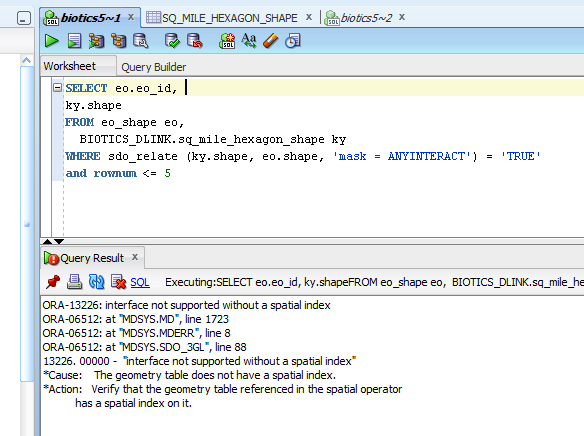 biotics5~1 x SQ_MILE_HEXAGON_SHAPE x biotics5~2 x
SQL SQL
Aa
Worksheet Query Builder
SELECT eo.eo_id,
ky.shape
FROM eo_shape eo,
BIOTICS_DLINK.sq_mile_hexagon_shape ky
WHERE sdo_relate (ky.shape, eo.shape, 'mask = ANYINTERACT') = 'TRUE'
and rownum <= 5
Query Result x
SQL Executing:SELECT eo.eo_id, ky.shapeFROM eo_shape eo, BIOTICS_DLINK.sq_mile_he
ORA-13226: interface not supported without a spatial index
ORA-06512: at "MDSYS.MD", line 1723
ORA-06512: at "MDSYS.MDERR", line 8
ORA-06512: at "MDSYS.SDO_3GL", line 88
13226. 00000 - "interface not supported without a spatial index"
*Cause: The geometry table does not have a spatial index.
*Action: Verify that the geometry table referenced in the spatial operator
has a spatial index on it.